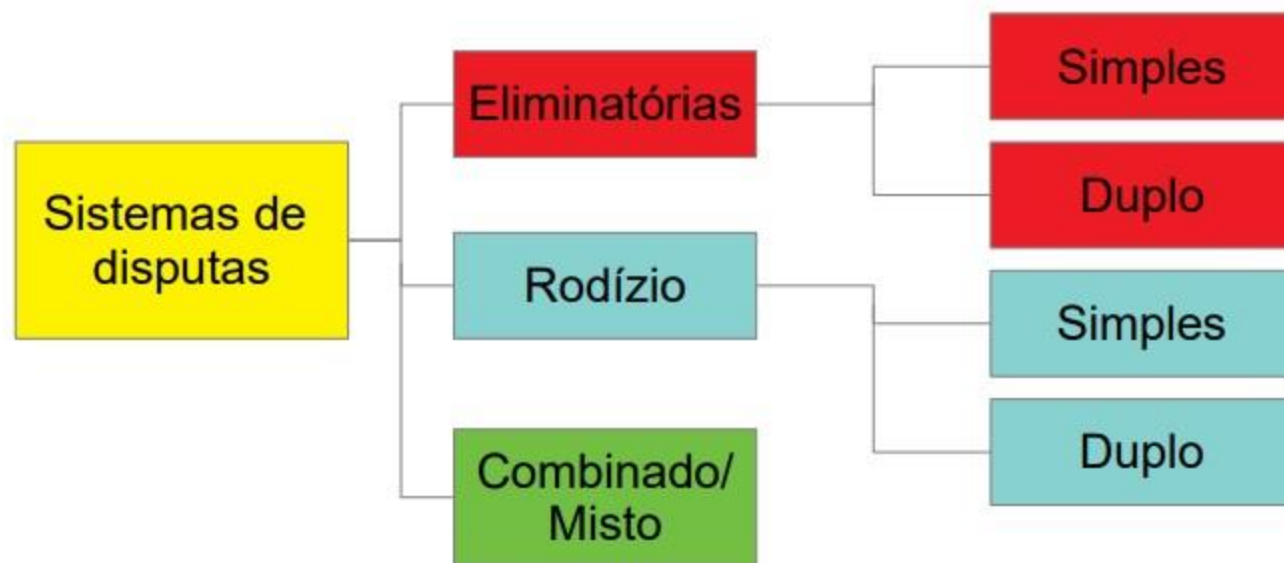 Sistemas de
disputas
Eliminatórias
Simples
Duplo
Rodízio
Simples
Duplo
Combinado/
Misto